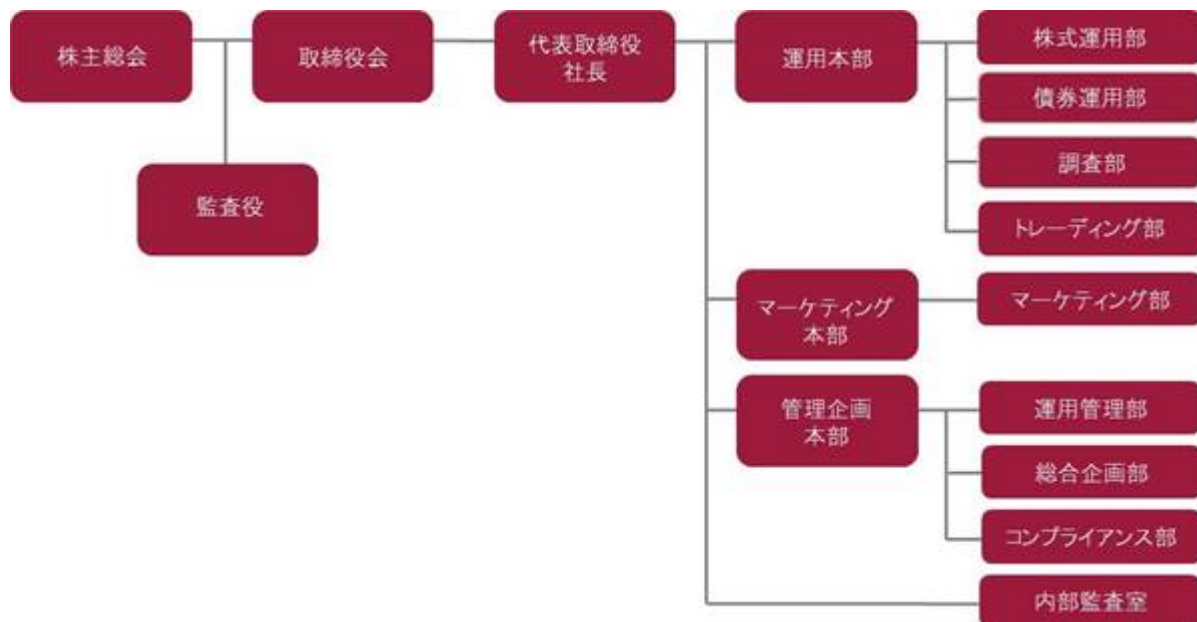 株主総会
取締役会
代表取締役
社長
監査役
運用本部
株式運用部
債券運用部
調査部
トレーディング部
マーケティング
本部
マーケティング部
管理企画
本部
運用管理部
総合企画部
コンプライアンス部
内部監査室